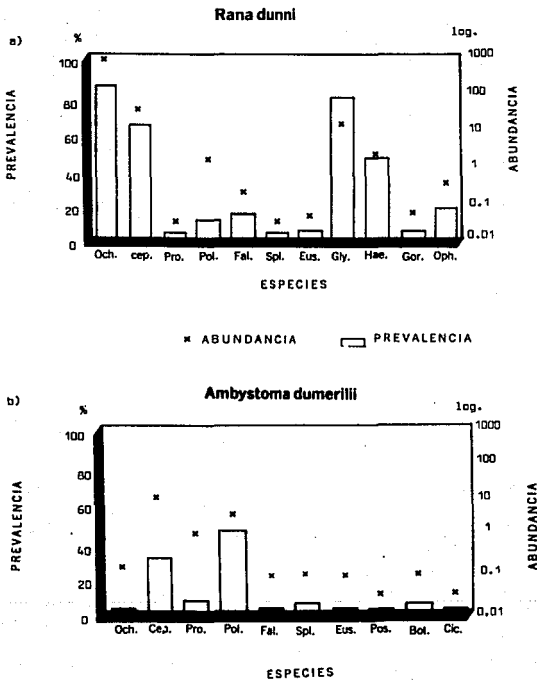 Rana dunni
a) % log.
100 1000
80 100
60 10
40 1
20 0.1
0 0.01
PREVALENCIA
ABUNDANCIA
Och. cep. Pro. Pol. Fal. Spl. Eus. Gly. Hae. Gor. Oph.
ESPECIES
× ABUNDANCIA PREVALENCIA
Ambystoma dumerilii
b) % log.
100 1000
80 100
60 10
40 1
20 0.1
0 0.01
PREVALENCIA
ABUNDANCIA
Och. Cep. Pro. Pol. Fal. Spl. Eus. Pos. Bol. Cic.
ESPECIES